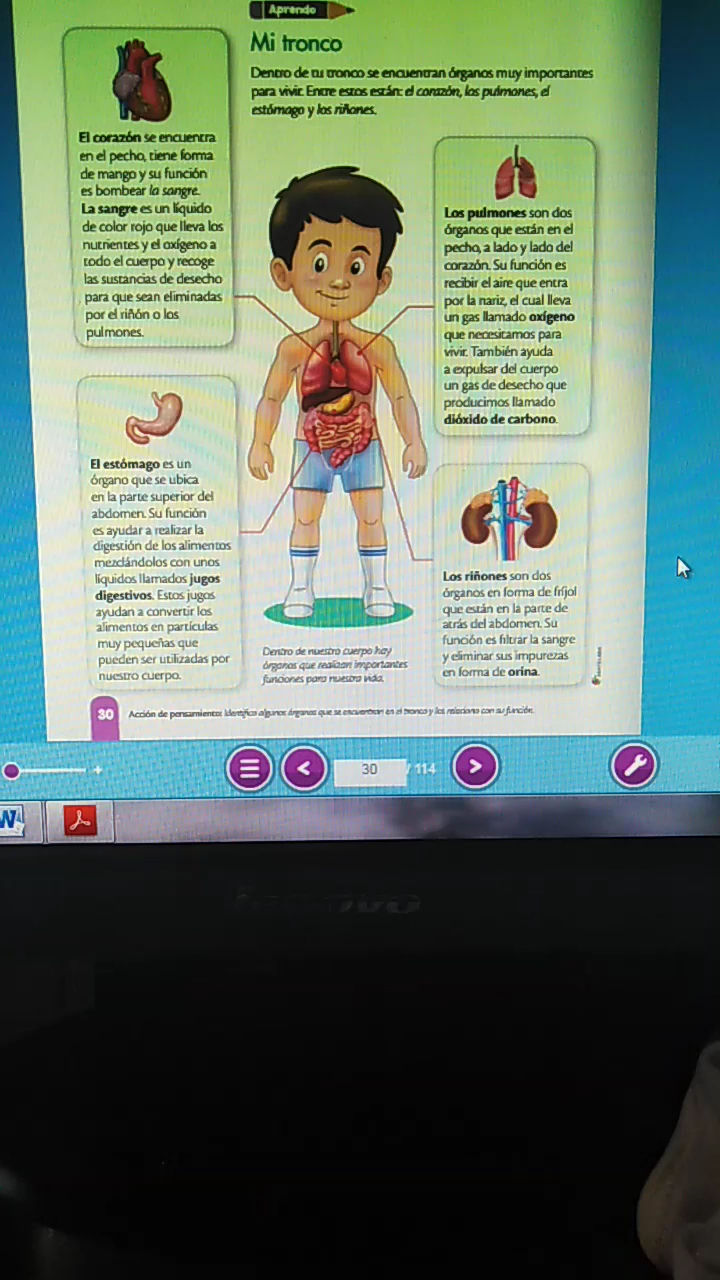 Aprendo
Mi tronco
Dentro de tu tronco se encuentran órganos muy importantes
para vivir. Entre estos están: el corazón, los pulmones, el
estómago y los riñones.
El corazón se encuentra
en el pecho, tiene forma
de mango y su función
es bombear la sangre.
La sangre es un líquido
de color rojo que lleva los
nutrientes y el oxígeno a
todo el cuerpo y recoge
las sustancias de desecho
para que sean eliminadas
por el riñón o los
pulmones.
Los pulmones son dos
órganos que están en el
pecho, a lado y lado del
corazón. Su función es
recibir el aire que entra
por la nariz, el cual lleva
un gas llamado oxígeno
que necesitamos para
vivir. También ayuda
a expulsar del cuerpo
un gas de desecho que
producimos llamado
dióxido de carbono.
El estómago es un
órgano que se ubica
en la parte superior del
abdomen. Su función
es ayudar a realizar la
digestión de los alimentos
mezclándolos con unos
líquidos llamados jugos
digestivos. Estos jugos
ayudan a convertir los
alimentos en partículas
muy pequeñas que
pueden ser utilizadas por
nuestro cuerpo.
Los riñones son dos
órganos en forma de fríjol
que están en la parte de
atrás del abdomen. Su
función es filtrar la sangre
y eliminar sus impurezas
en forma de orina.
Dentro de nuestro cuerpo hay
órganos que realizan importantes
funciones para nuestra vida.
30 Acción de pensamiento: Identifico algunos órganos que se encuentran en el tronco y los relaciono con su función.
30 / 114
W
lenovo